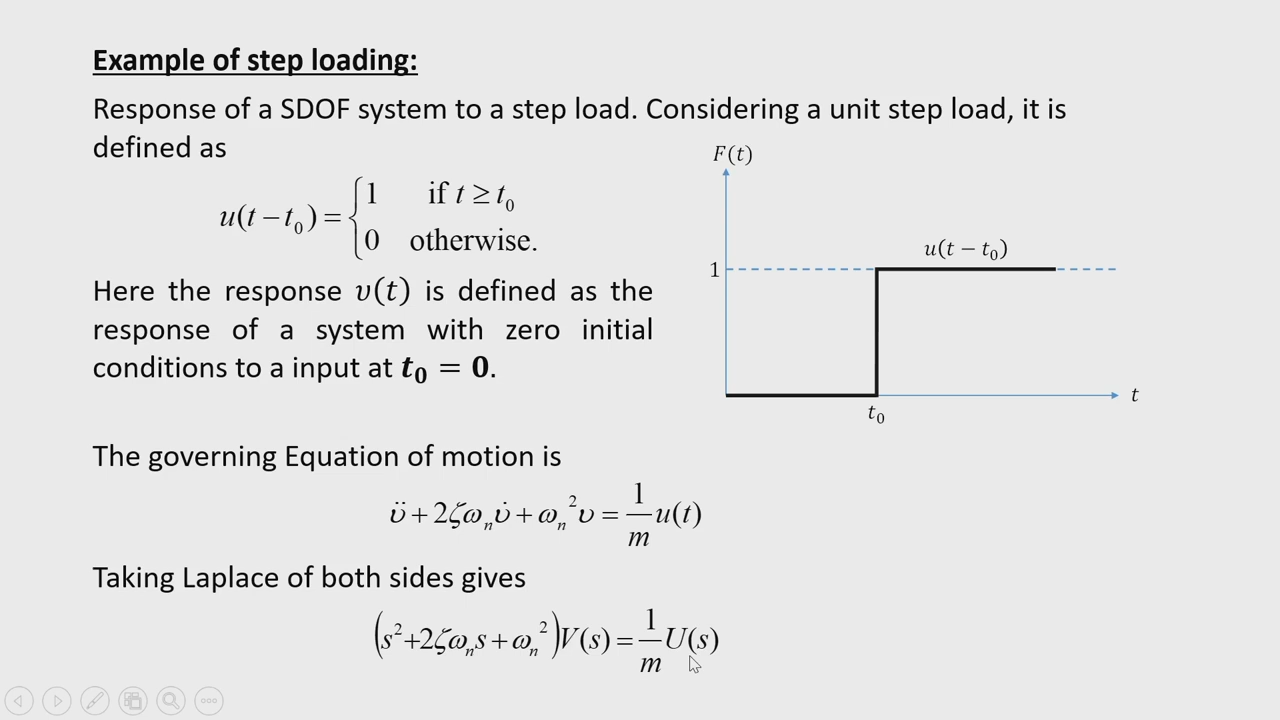 Example of step loading:
Response of a SDOF system to a step load. Considering a unit step load, it is
defined as
F(t)
u(t − t₀) = { 1 if t ≥ t₀
0 otherwise.
u(t − t₀)
1
t
t₀
Here the response υ(t) is defined as the
response of a system with zero initial
conditions to a input at t₀ = 0.
The governing Equation of motion is
ϋ + 2ζωₙυ̇ + ωₙ²υ = 1/m u(t)
Taking Laplace of both sides gives
(s²+2ζωₙs + ωₙ²)V(s) = 1/m U(s)